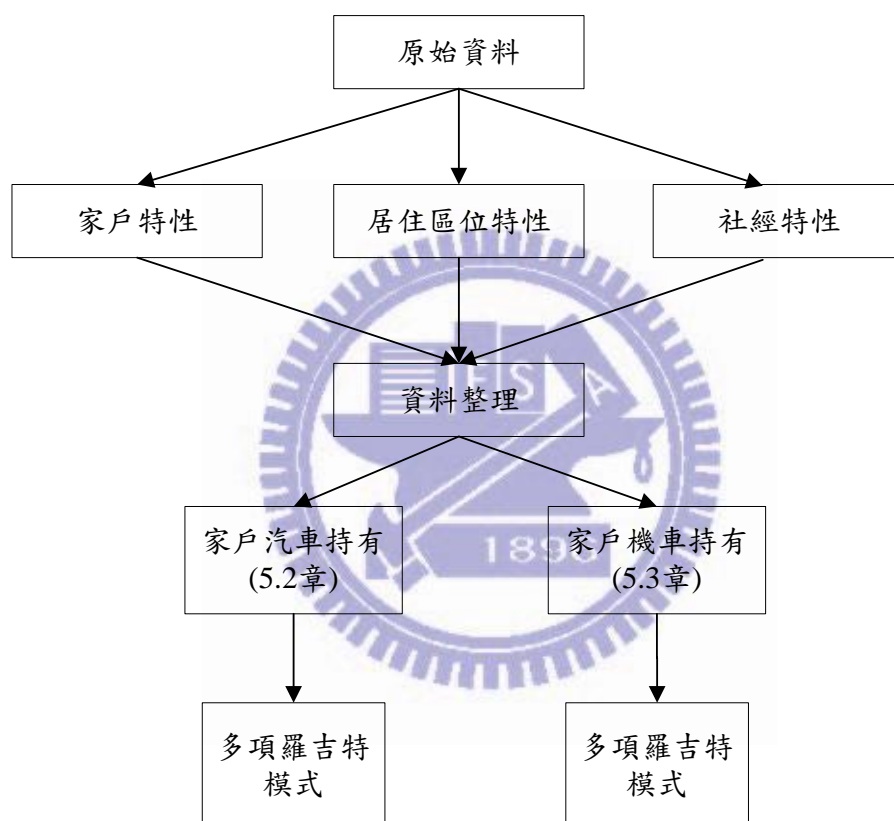 原始資料
家戶特性
居住區位特性
社經特性
資料整理
家戶汽車持有
(5.2章)
家戶機車持有
(5.3章)
多項羅吉特
模式
多項羅吉特
模式
E S
A
1896